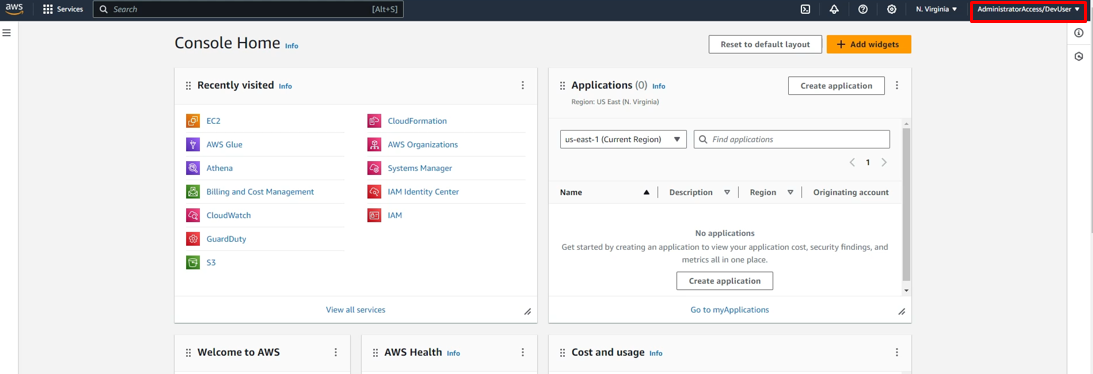 aws Services Search [Alt+S] N. Virginia AdministratorAccess/DevUser
Console Home Info Reset to default layout + Add widgets
Recently visited Info
EC2
AWS Glue
Athena
Billing and Cost Management
CloudWatch
GuardDuty
S3
CloudFormation
AWS Organizations
Systems Manager
IAM Identity Center
IAM
View all services
Applications (0) Info Create application
Region: US East (N. Virginia)
us-east-1 (Current Region) Find applications
1
Name Description Region Originating account
No applications
Get started by creating an application to view your application cost, security findings, and
metrics all in one place.
Create application
Go to myApplications
Welcome to AWS
AWS Health Info
Cost and usage Info